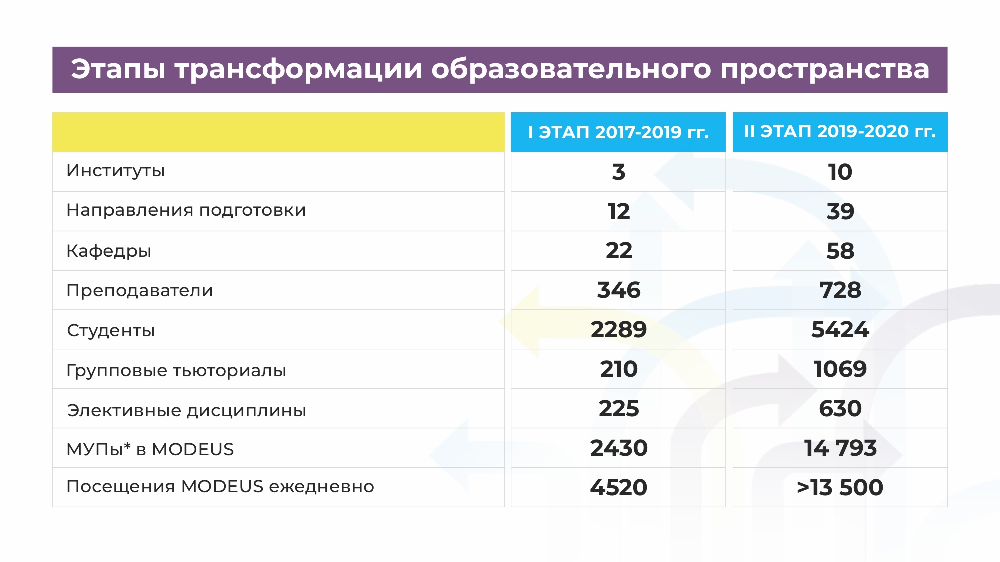 Этапы трансформации образовательного пространства
I ЭТАП 2017-2019 гг. II ЭТАП 2019-2020 гг.
Институты 3 10
Направления подготовки 12 39
Кафедры 22 58
Преподаватели 346 728
Студенты 2289 5424
Групповые тьюториалы 210 1069
Элективные дисциплины 225 630
МУПы* в MODEUS 2430 14 793
Посещения MODEUS ежедневно 4520 >13 500